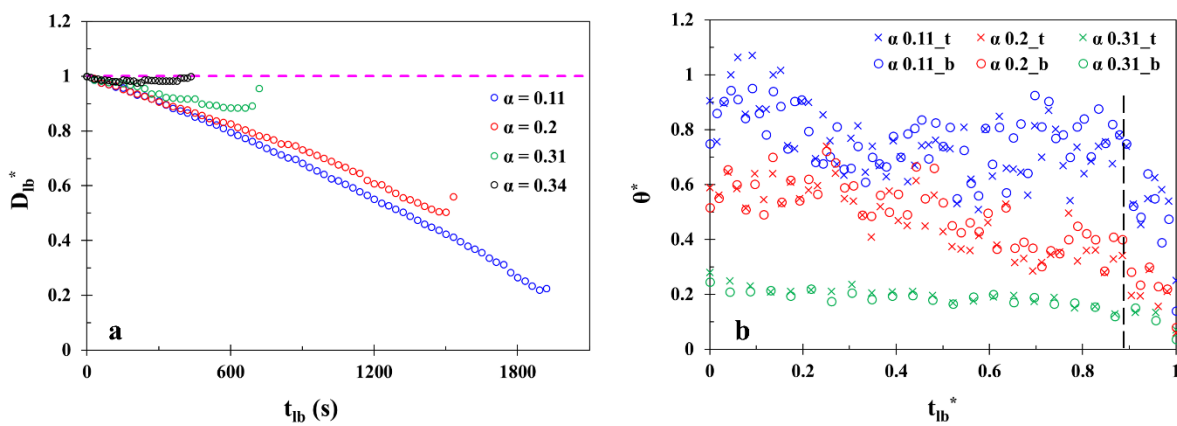 1.2
1
0.8
0.6
0.4
0.2
0
D_lb*
α = 0.11
α = 0.2
α = 0.31
α = 0.34
a
0 600 1200 1800
t_lb (s)
1.2
1
0.8
0.6
0.4
0.2
0
θ*
α 0.11_t α 0.2_t α 0.31_t
α 0.11_b α 0.2_b α 0.31_b
b
0 0.2 0.4 0.6 0.8 1
t_lb*